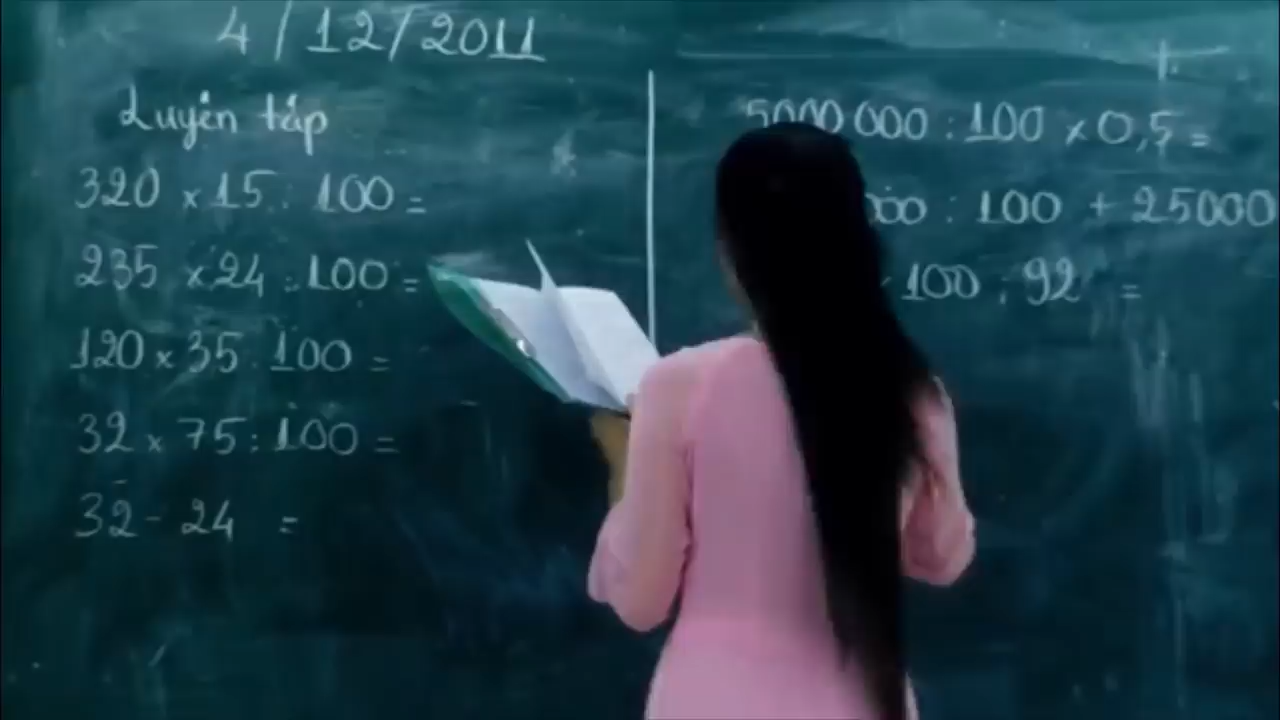 4/12/2011
Luyện tập
320 x 15 : 100 =
235 x 24 : 100 =
120 x 35 : 100 =
32 x 75 : 100 =
32 - 24 =
5000 000 : 100 x 0,5 =
000 : 100 + 25000
100 : 92 =